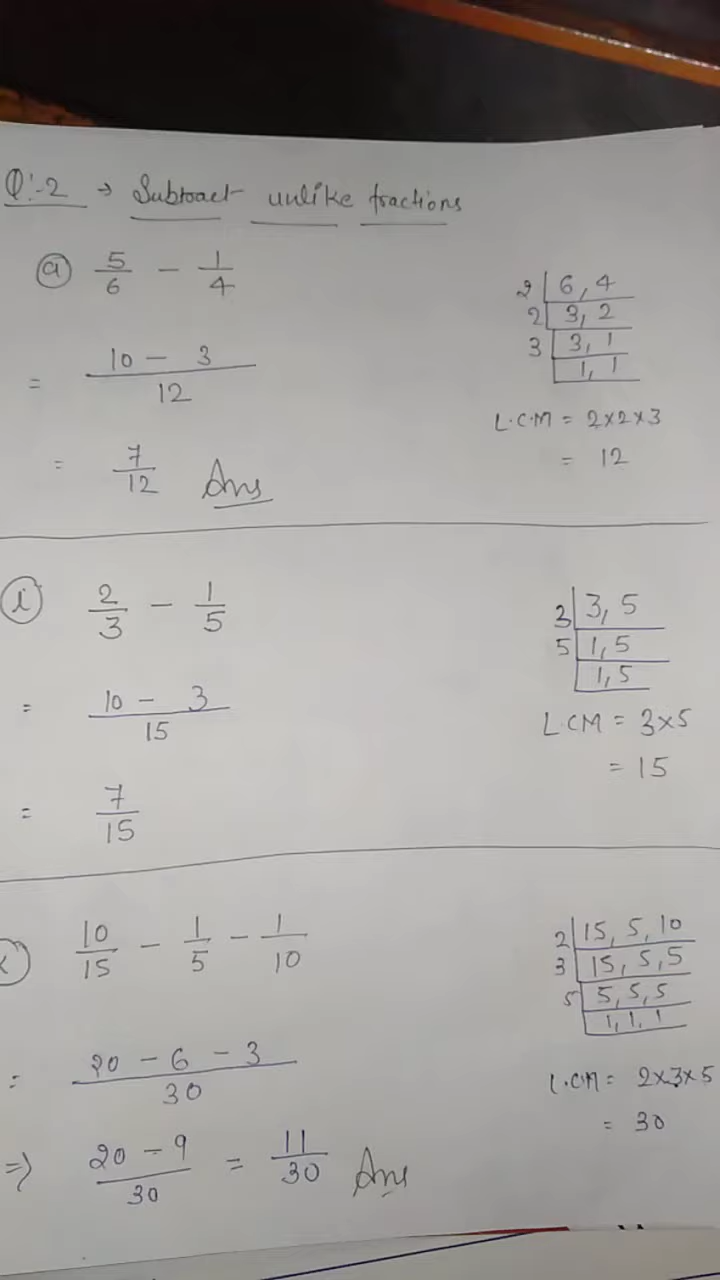 Q:-2 → Subtract unlike fractions
(a) 5/6 - 1/4
= 10 - 3 / 12
= 7/12 Ans
2 | 6, 4
2 | 3, 2
3 | 3, 1
1, 1
L.C.M = 2×2×3
= 12
(i) 2/3 - 1/5
= 10 - 3 / 15
= 7/15
3 | 3, 5
5 | 1, 5
1, 5
L.CM = 3×5
= 15
10/15 - 1/5 - 1/10
= 20 - 6 - 3 / 30
⇒ 20 - 9 / 30 = 11/30 Ans
2 | 15, 5, 10
3 | 15, 5, 5
5 | 5, 5, 5
1, 1, 1
L.C.M = 2×3×5
= 30